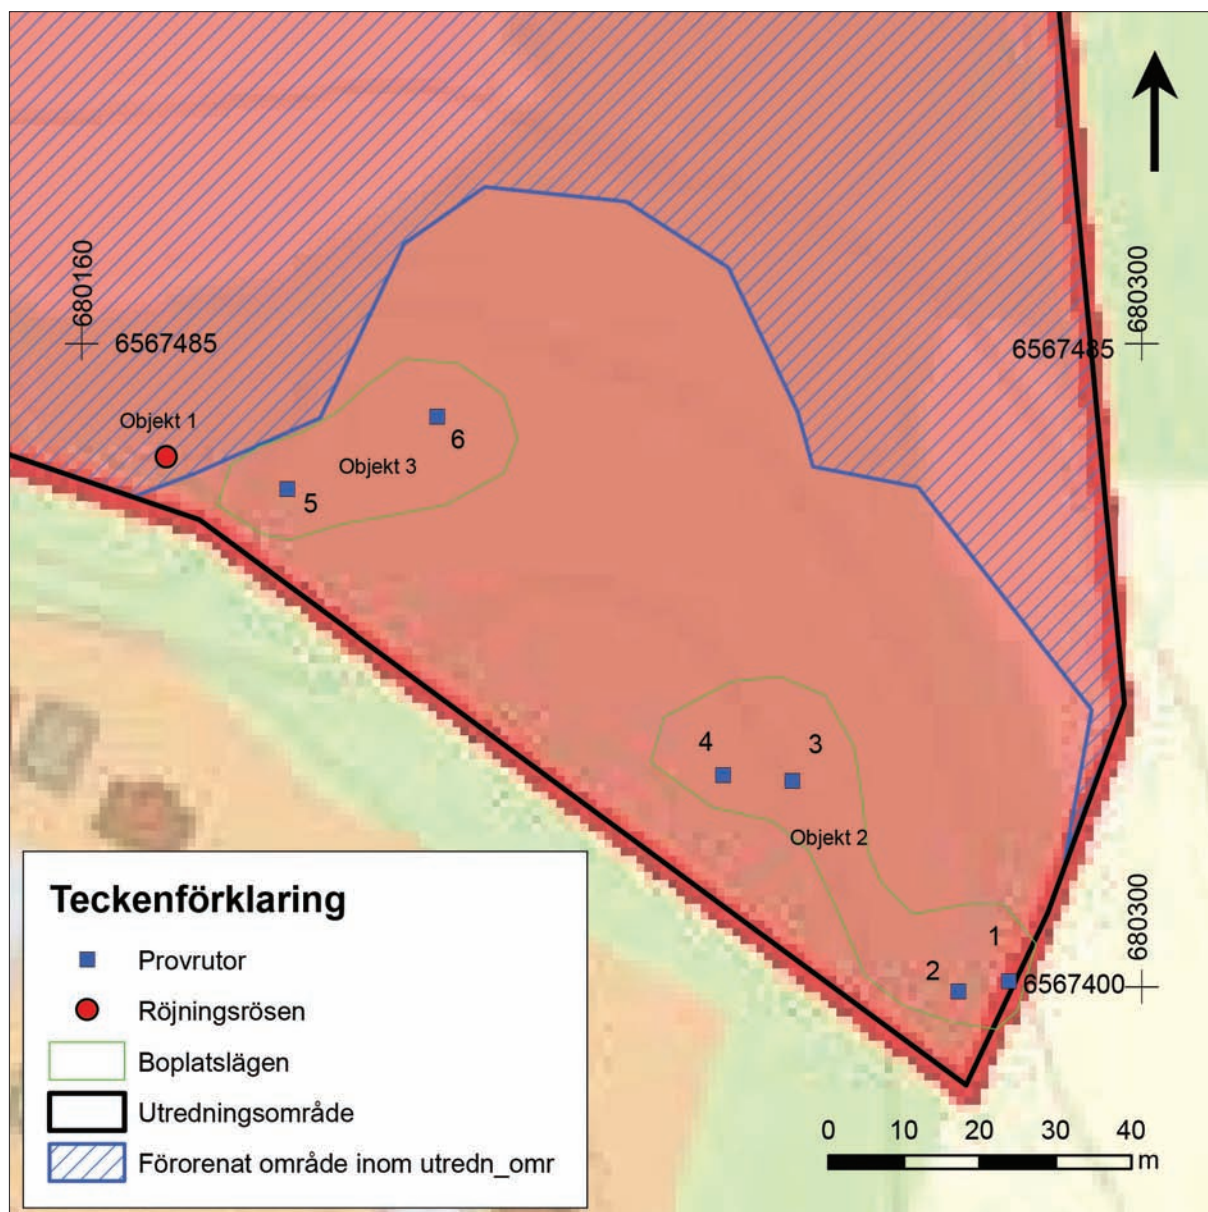 680160
6567485
680300
6567485
Objekt 1
6
Objekt 3
5
4
3
Objekt 2
1
2
680300
6567400
Teckenförklaring
Provrutor
Röjningsrösen
Boplatslägen
Utredningsområde
Förorenat område inom utredn_omr
0 10 20 30 40
m